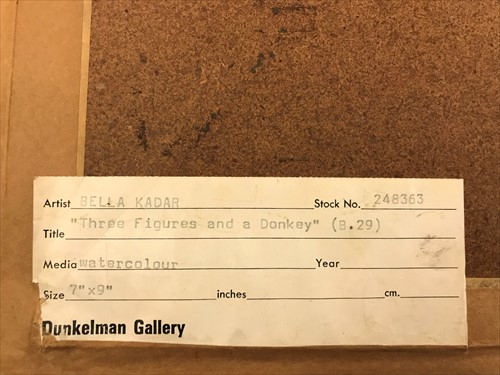 Artist BELLA KADAR Stock No. 248363
Title "Three Figures and a Donkey" (B.29)
Media watercolour Year
Size 7"x9" inches cm.
Dunkelman Gallery